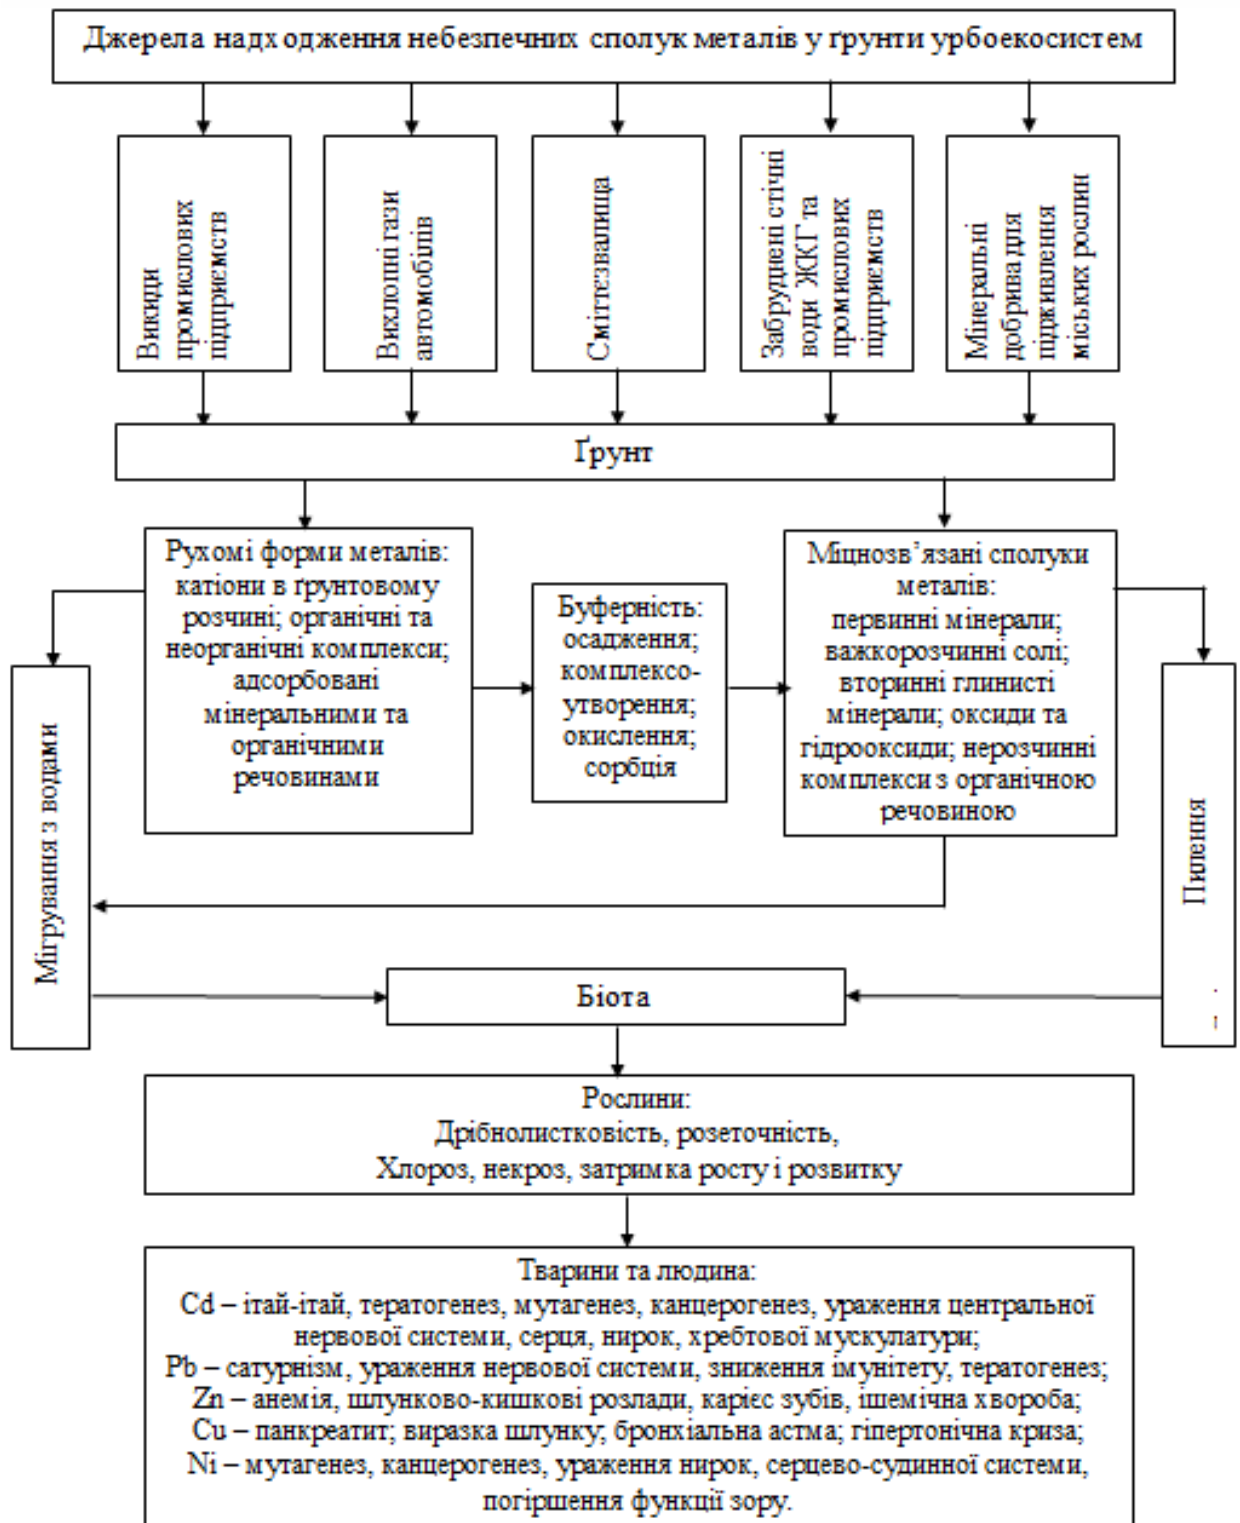 Джерела надходження небезпечних сполук металів у ґрунти урбоекосистем
Викиди
промислових
підприємств
Вихлопні гази
автомобілів
Сміттєзвалища
Забруднені стічні
води ЖКГ та
промислових
підприємств
Мінеральні
добрива для
підживлення
міських рослин
Ґрунт
Рухомі форми металів:
катіони в ґрунтовому
розчині; органічні та
неорганічні комплекси;
адсорбовані
мінеральними та
органічними
речовинами
Буферність:
осадження;
комплексо-
утворення;
окислення;
сорбція
Міцнозв’язані сполуки
металів:
первинні мінерали;
важкорозчинні солі;
вторинні глинисті
мінерали; оксиди та
гідрооксиди; нерозчинні
комплекси з органічною
речовиною
Мігрування з водами
Пилення
Біота
Рослини:
Дрібнолистковість, розеточність,
Хлороз, некроз, затримка росту і розвитку
Тварини та людина:
Cd – ітай-ітай, тератогенез, мутагенез, канцерогенез, ураження центральної
нервової системи, серця, нирок, хребтової мускулатури;
Pb – сатурнізм, ураження нервової системи, зниження імунітету, тератогенез;
Zn – анемія, шлунково-кишкові розлади, карієс зубів, ішемічна хвороба;
Cu – панкреатит; виразка шлунку; бронхіальна астма; гіпертонічна криза;
Ni – мутагенез, канцерогенез, ураження нирок, серцево-судинної системи,
погіршення функції зору.